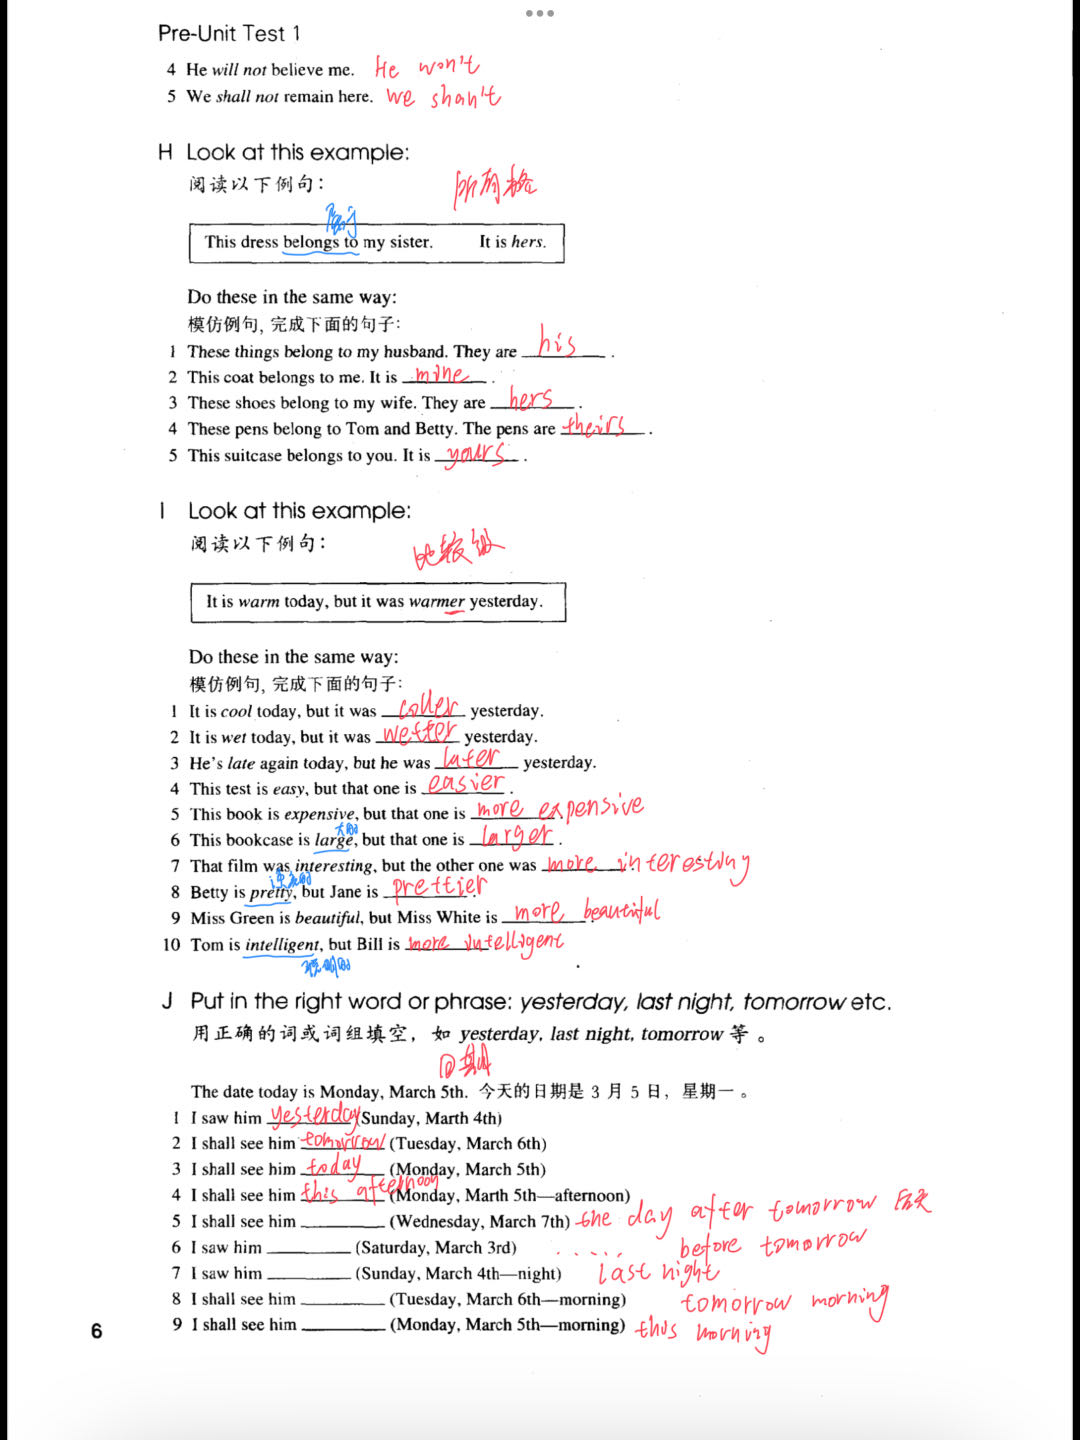 Pre-Unit Test 1
4 He will not believe me. He won't
5 We shall not remain here. we shan't
H Look at this example:
阅读以下例句：
所有格
属于
This dress belongs to my sister. It is hers.
Do these in the same way:
模仿例句，完成下面的句子：
1 These things belong to my husband. They are his.
2 This coat belongs to me. It is mine.
3 These shoes belong to my wife. They are hers.
4 These pens belong to Tom and Betty. The pens are theirs.
5 This suitcase belongs to you. It is yours.
I Look at this example:
阅读以下例句：
比较级
It is warm today, but it was warmer yesterday.
Do these in the same way:
模仿例句，完成下面的句子：
1 It is cool today, but it was coller yesterday.
2 It is wet today, but it was wetter yesterday.
3 He's late again today, but he was later yesterday.
4 This test is easy, but that one is easier.
5 This book is expensive, but that one is more expensive
大的
6 This bookcase is large, but that one is larger.
7 That film was interesting, but the other one was more interesting
漂亮的
8 Betty is pretty, but Jane is prettier.
9 Miss Green is beautiful, but Miss White is more beautiful.
10 Tom is intelligent, but Bill is more intelligent
聪明的
J Put in the right word or phrase: yesterday, last night, tomorrow etc.
用正确的词或词组填空，如 yesterday, last night, tomorrow 等。
日期
The date today is Monday, March 5th. 今天的日期是 3 月 5 日，星期一。
1 I saw him yesterday (Sunday, Marth 4th)
2 I shall see him tomorrow (Tuesday, March 6th)
3 I shall see him today (Monday, March 5th)
4 I shall see him this afternoon (Monday, Marth 5th—afternoon)
5 I shall see him ________ (Wednesday, March 7th) the day after tomorrow 后天
6 I saw him ________ (Saturday, March 3rd) ..... before tomorrow
7 I saw him ________ (Sunday, March 4th—night) last night
8 I shall see him ________ (Tuesday, March 6th—morning) tomorrow morning
9 I shall see him ________ (Monday, March 5th—morning) this morning
6